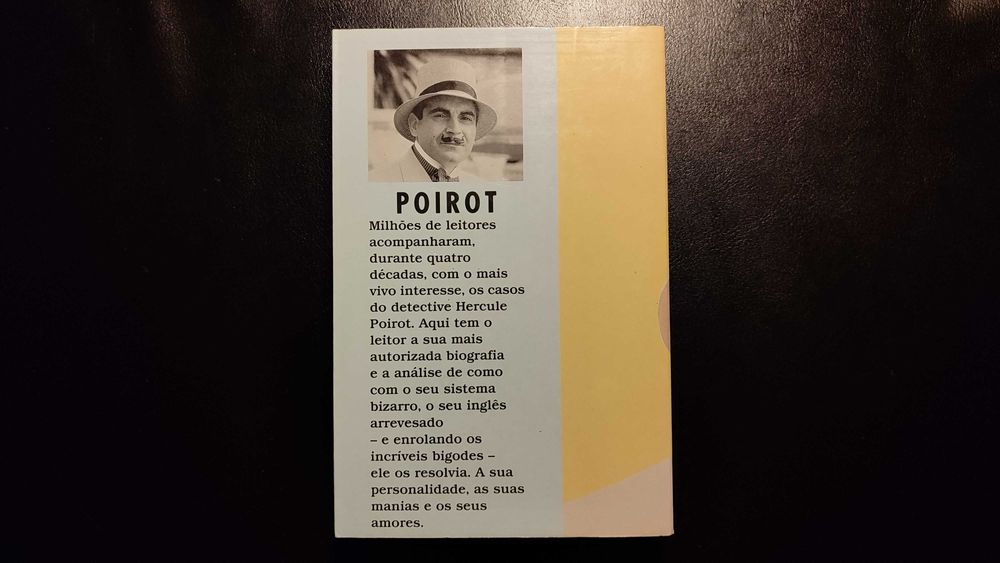 POIROT
Milhões de leitores
acompanharam,
durante quatro
décadas, com o mais
vivo interesse, os casos
do detective Hercule
Poirot. Aqui tem o
leitor a sua mais
autorizada biografia
e a análise de como
com o seu sistema
bizarro, o seu inglês
arrevesado
– e enrolando os
incríveis bigodes –
ele os resolvia. A sua
personalidade, as suas
manias e os seus
amores.